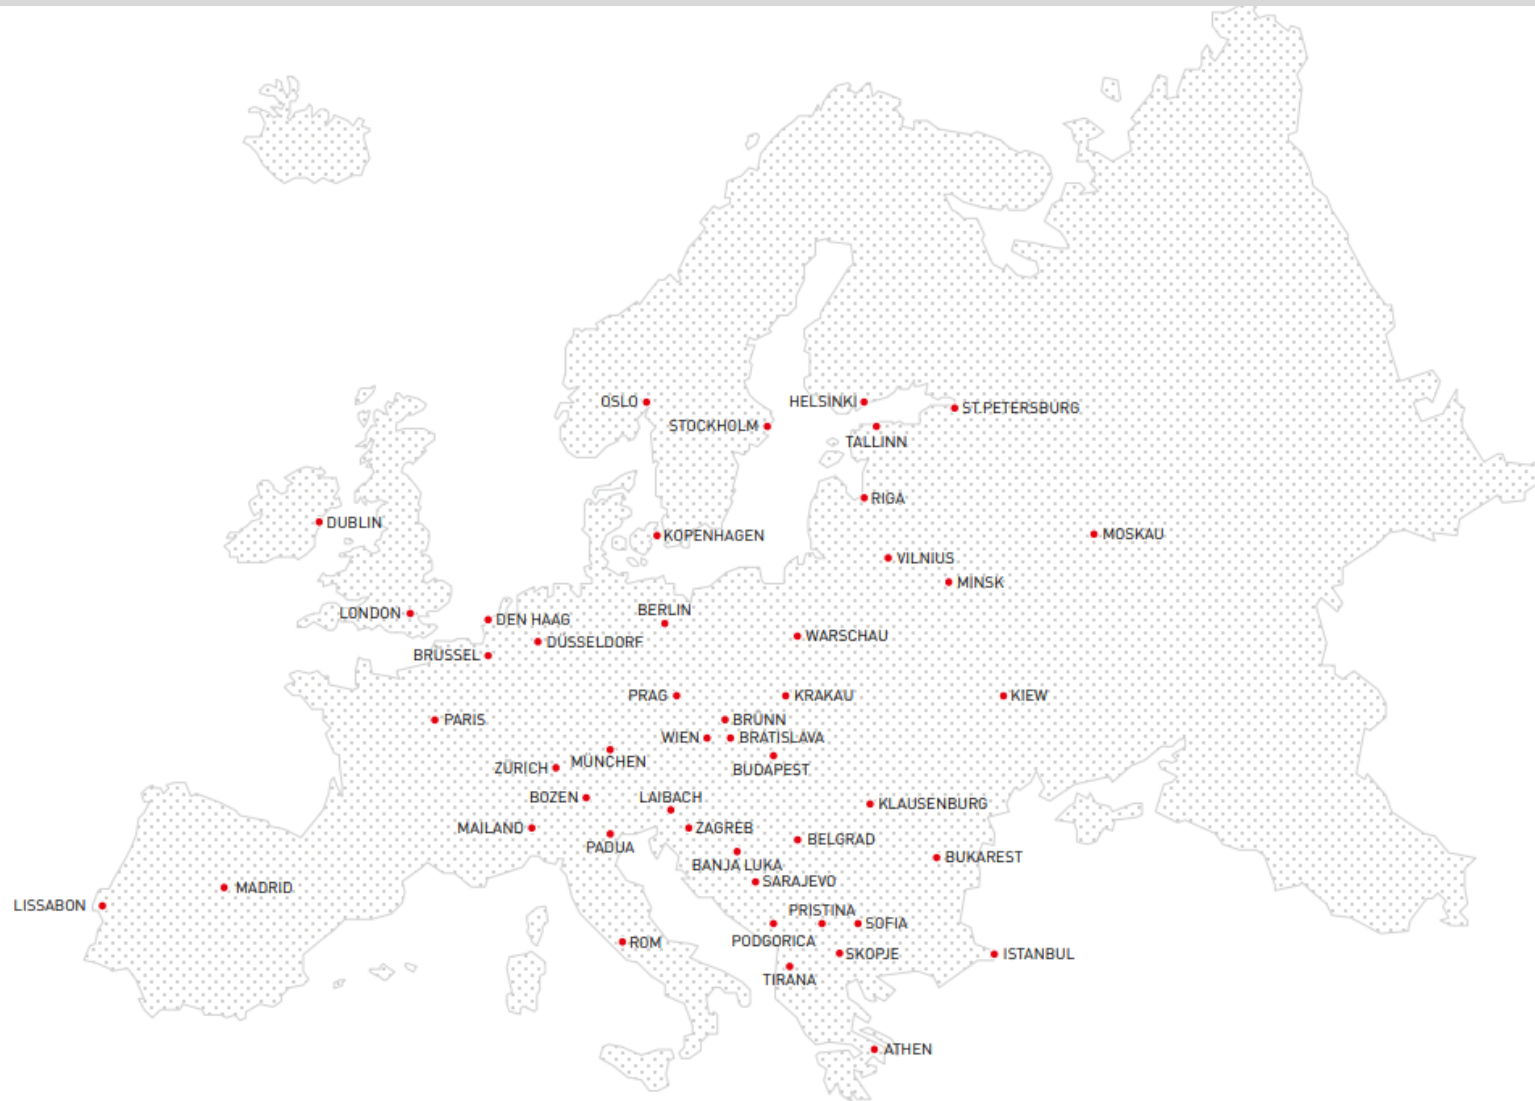 OSLO
HELSINKI
ST.PETERSBURG
STOCKHOLM
TALLINN
RIGA
DUBLIN
KOPENHAGEN
MOSKAU
VILNIUS
MINSK
LONDON
DEN HAAG
BERLIN
DÜSSELDORF
WARSCHAU
BRÜSSEL
PRAG
KRAKAU
KIEW
PARIS
BRÜNN
WIEN
BRATISLAVA
MÜNCHEN
ZÜRICH
BUDAPEST
BOZEN
LAIBACH
KLAUSENBURG
MAILAND
ZAGREB
PADUA
BELGRAD
BUKAREST
BANJA LUKA
SARAJEVO
MADRID
LISSABON
PRISTINA
SOFIA
PODGORICA
ROM
SKOPJE
ISTANBUL
TIRANA
ATHEN